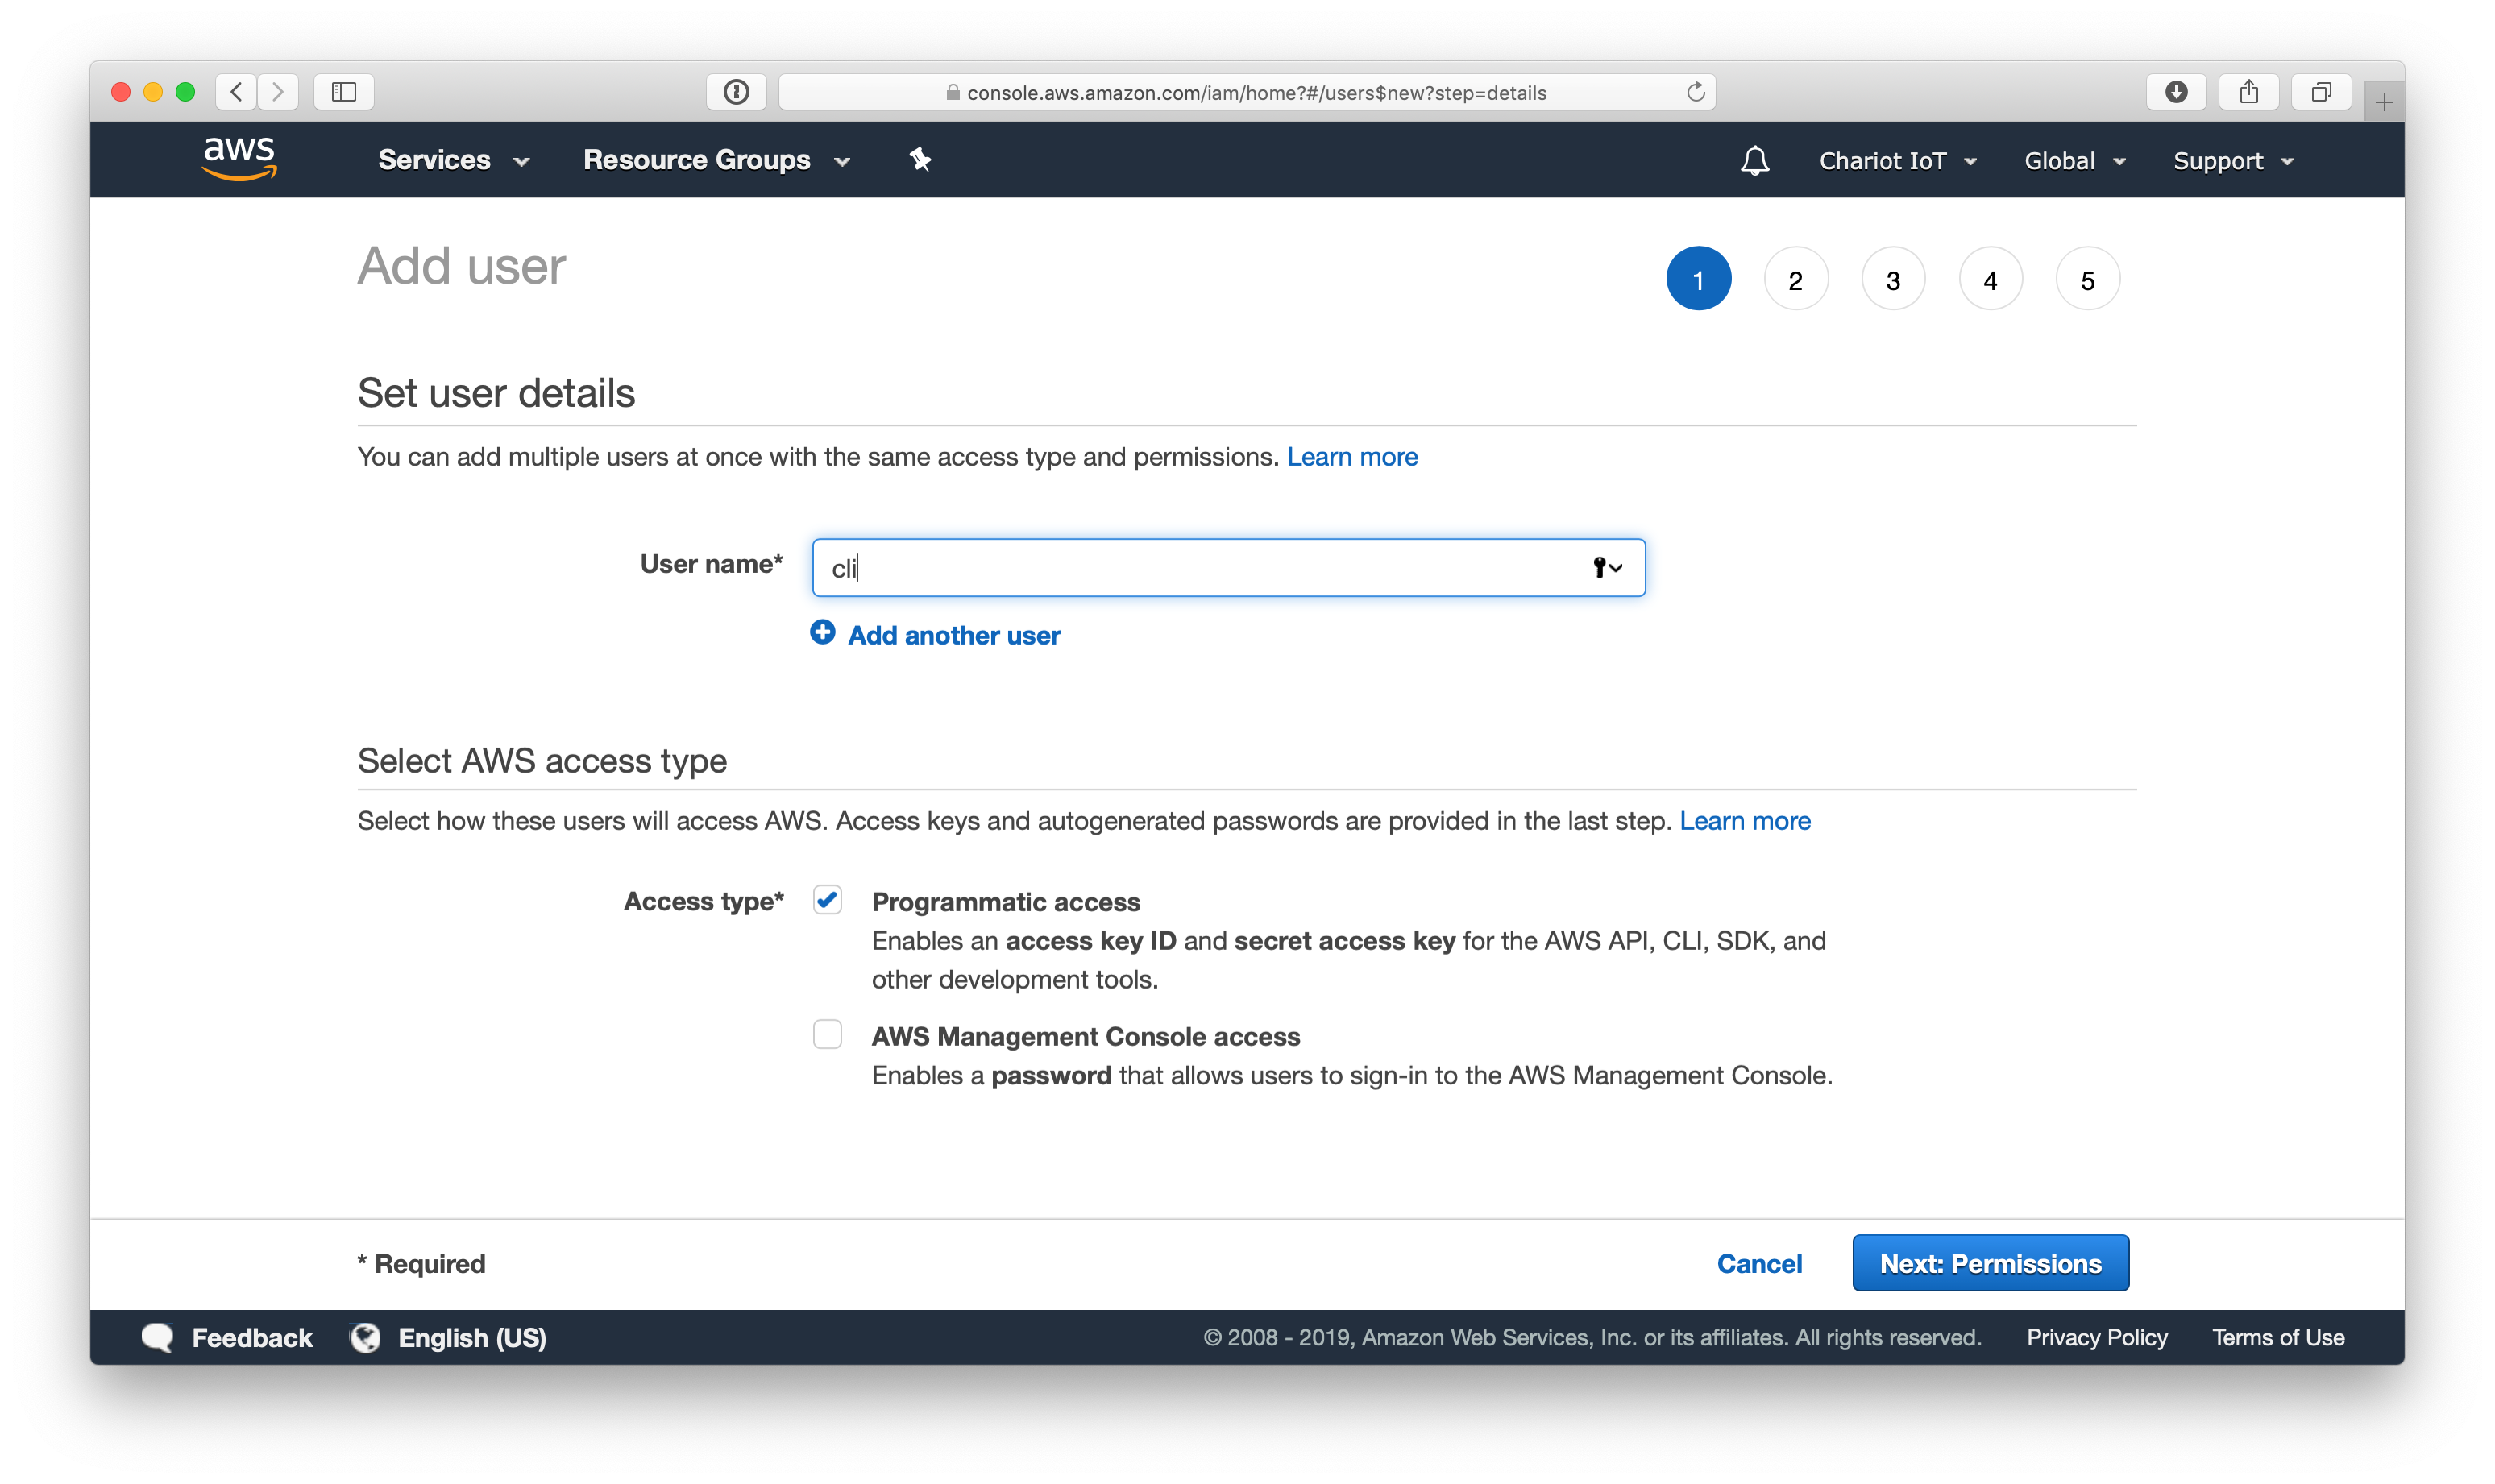 console.aws.amazon.com/iam/home?#/users$new?step=details
aws
Services
Resource Groups
Chariot IoT
Global
Support
Add user
1
2
3
4
5
Set user details
You can add multiple users at once with the same access type and permissions. Learn more
User name*
cli
Add another user
Select AWS access type
Select how these users will access AWS. Access keys and autogenerated passwords are provided in the last step. Learn more
Access type*
Programmatic access
Enables an access key ID and secret access key for the AWS API, CLI, SDK, and
other development tools.
AWS Management Console access
Enables a password that allows users to sign-in to the AWS Management Console.
* Required
Cancel
Next: Permissions
Feedback
English (US)
© 2008 - 2019, Amazon Web Services, Inc. or its affiliates. All rights reserved.
Privacy Policy
Terms of Use